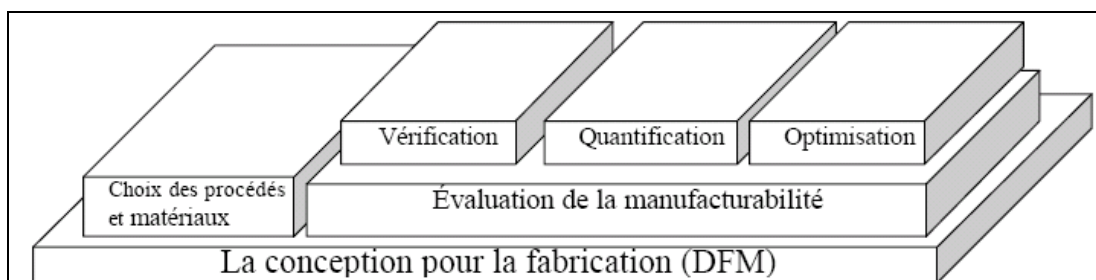 Vérification
Quantification
Optimisation
Choix des procédés
et matériaux
Évaluation de la manufacturabilité
La conception pour la fabrication (DFM)